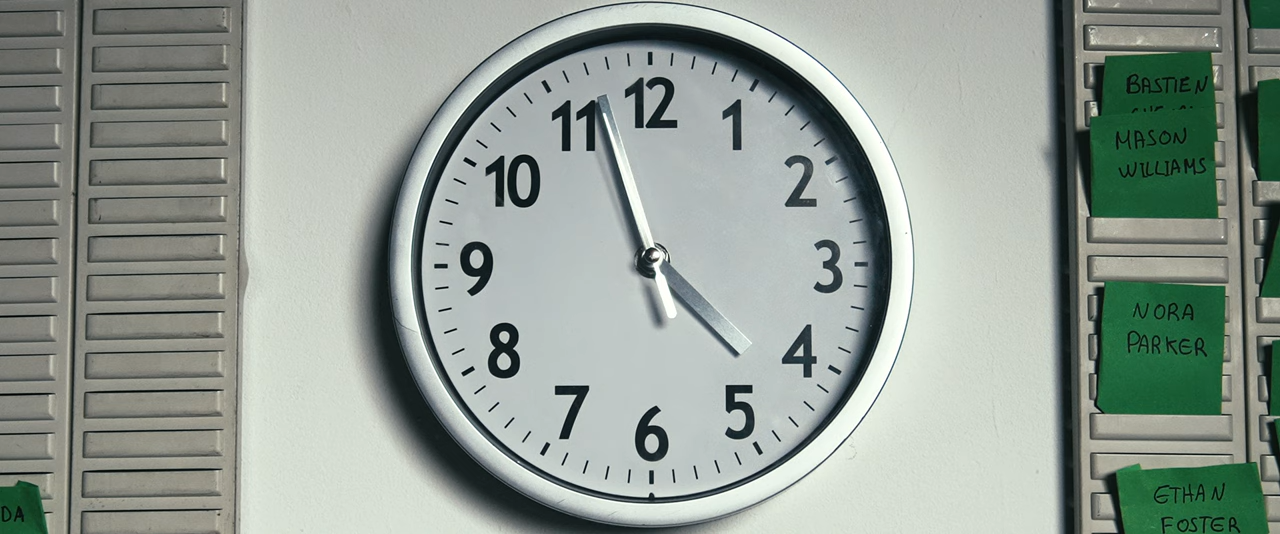 12
1
2
3
4
5
6
7
8
9
10
11
BASTIEN
MASON
WILLIAMS
NORA
PARKER
ETHAN
FOSTER
DA